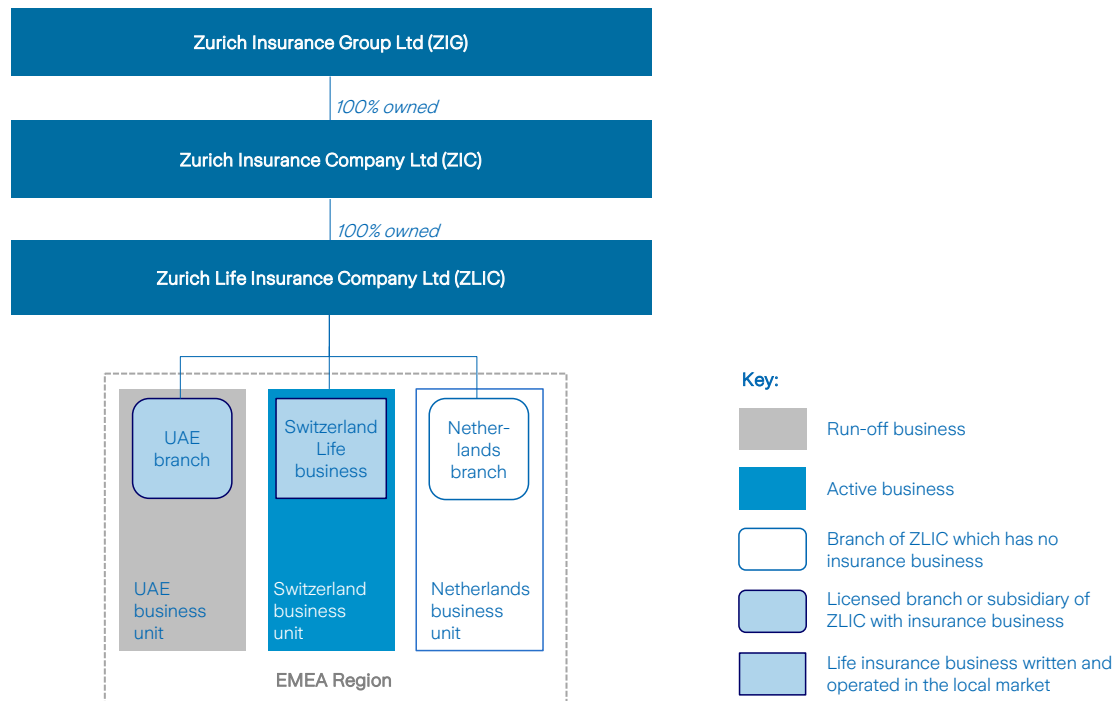 Zurich Insurance Group Ltd (ZIG)
100% owned
Zurich Insurance Company Ltd (ZIC)
100% owned
Zurich Life Insurance Company Ltd (ZLIC)
UAE
branch
Switzerland
Life
business
Nether-
lands
branch
UAE
business
unit
Switzerland
business
unit
Netherlands
business
unit
EMEA Region
Key:
Run-off business
Active business
Branch of ZLIC which has no
insurance business
Licensed branch or subsidiary of
ZLIC with insurance business
Life insurance business written and
operated in the local market